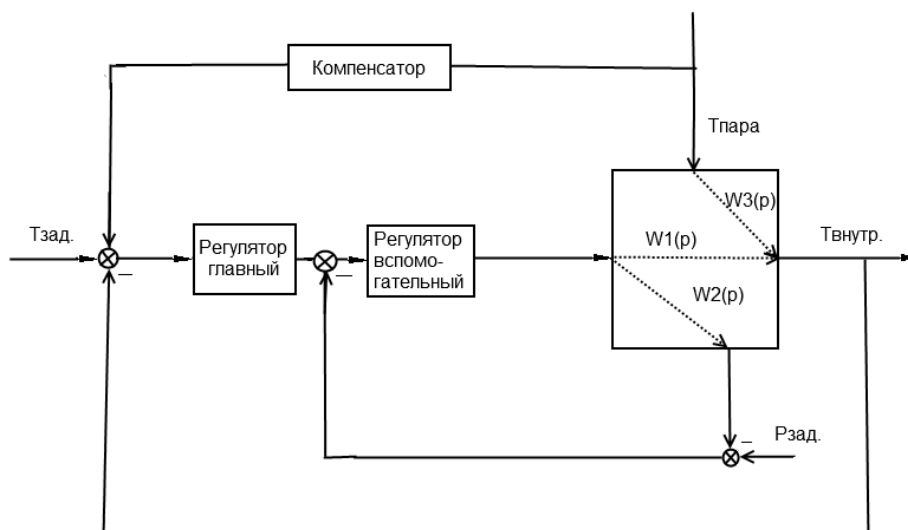 Компенсатор
Тпара
W3(p)
Тзад.
Регулятор
главный
Регулятор
вспомо-
гательный
W1(p)
Твнутр.
W2(p)
Рзад.